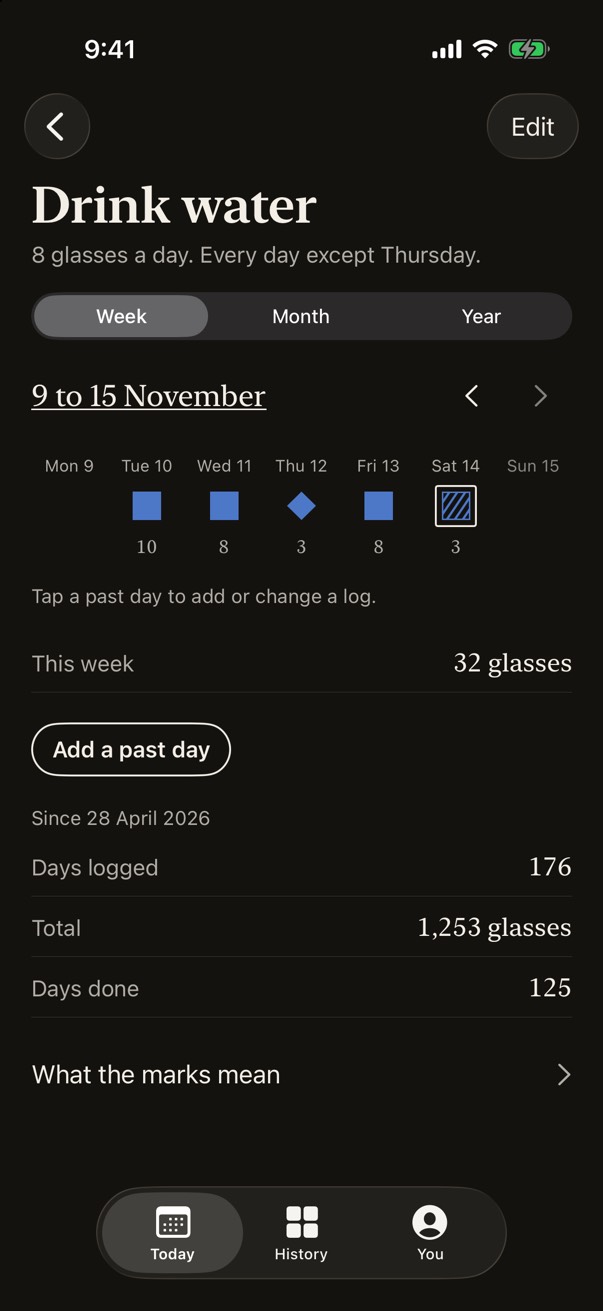 9:41
Edit
Drink water
8 glasses a day. Every day except Thursday.
Week Month Year
9 to 15 November
Mon 9 Tue 10 Wed 11 Thu 12 Fri 13 Sat 14 Sun 15
10 8 3 8 3
Tap a past day to add or change a log.
This week 32 glasses
Add a past day
Since 28 April 2026
Days logged 176
Total 1,253 glasses
Days done 125
What the marks mean
Today History You